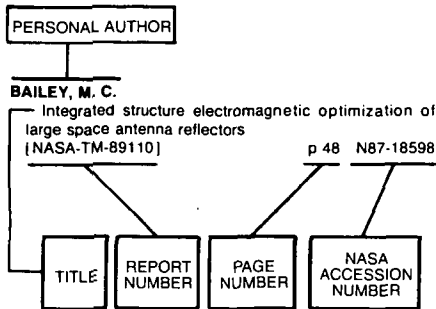 PERSONAL AUTHOR
BAILEY, M. C.
Integrated structure electromagnetic optimization of
large space antenna reflectors
[NASA-TM-89110] p 48 N87-18598
TITLE
REPORT
NUMBER
PAGE
NUMBER
NASA
ACCESSION
NUMBER